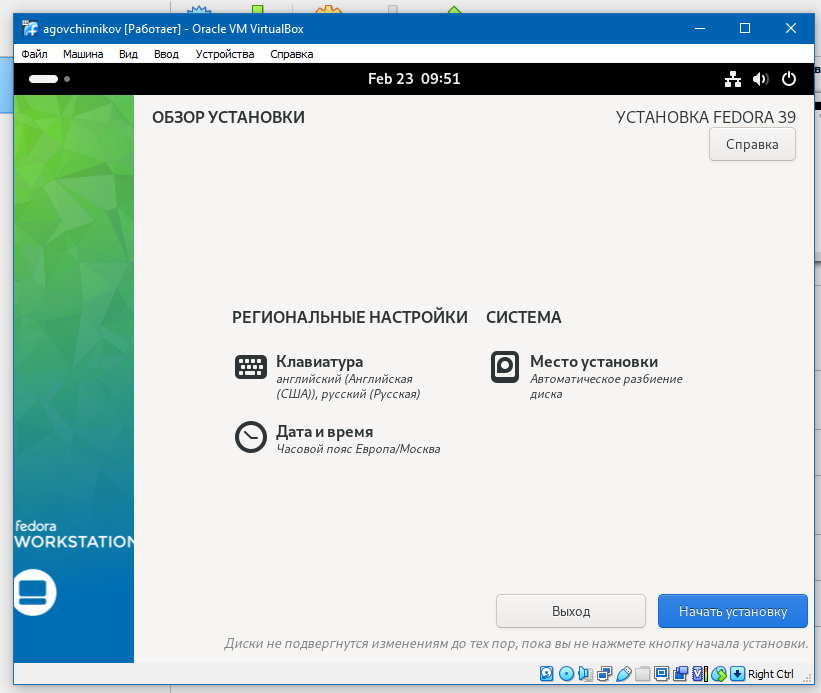 agovchinnikov [Работает] - Oracle VM VirtualBox
Файл Машина Вид Ввод Устройства Справка
Feb 23 09:51
ОБЗОР УСТАНОВКИ
УСТАНОВКА FEDORA 39
Справка
РЕГИОНАЛЬНЫЕ НАСТРОЙКИ
СИСТЕМА
Клавиатура
английский (Английская
(США)), русский (Русская)
Место установки
Автоматическое разбиение
диска
Дата и время
Часовой пояс Европа/Москва
fedora
WORKSTATION
Выход
Начать установку
Диски не подвергнутся изменениям до тех пор, пока вы не нажмете кнопку начала установки.
Right Ctrl